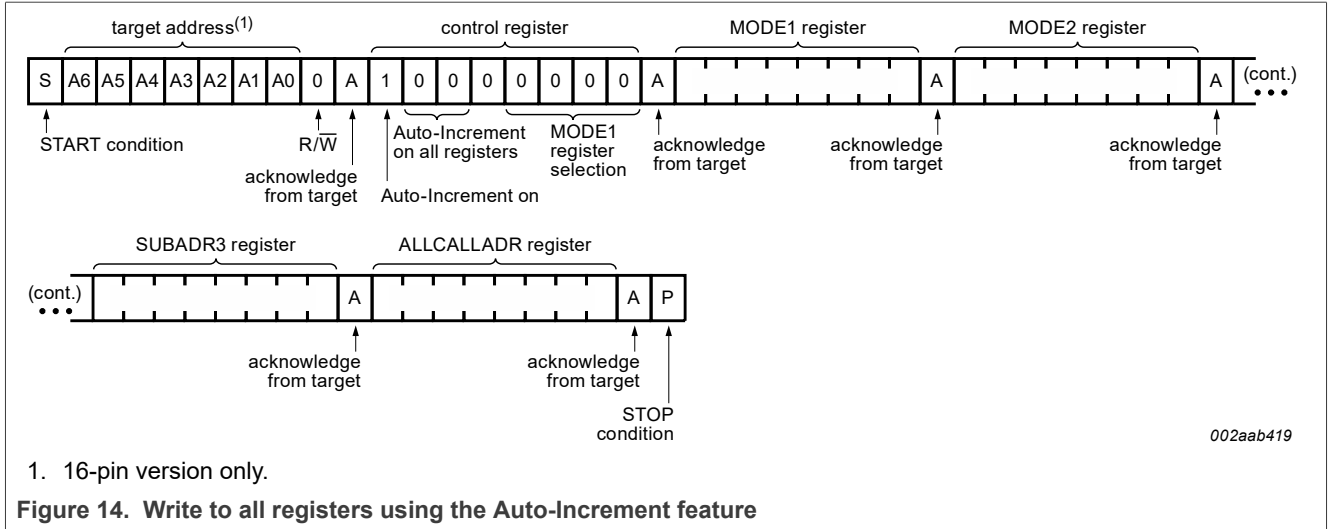 target address(1) control register MODE1 register MODE2 register
S A6 A5 A4 A3 A2 A1 A0 0 A 1 0 0 0 0 0 0 0 A A A (cont.)
START condition R/W̅ Auto-Increment on all registers MODE1 register selection acknowledge from target acknowledge from target acknowledge from target
acknowledge from target Auto-Increment on
SUBADR3 register ALLCALLADR register
(cont.) A A P
acknowledge from target acknowledge from target
STOP condition
002aab419
1. 16-pin version only.
Figure 14. Write to all registers using the Auto-Increment feature